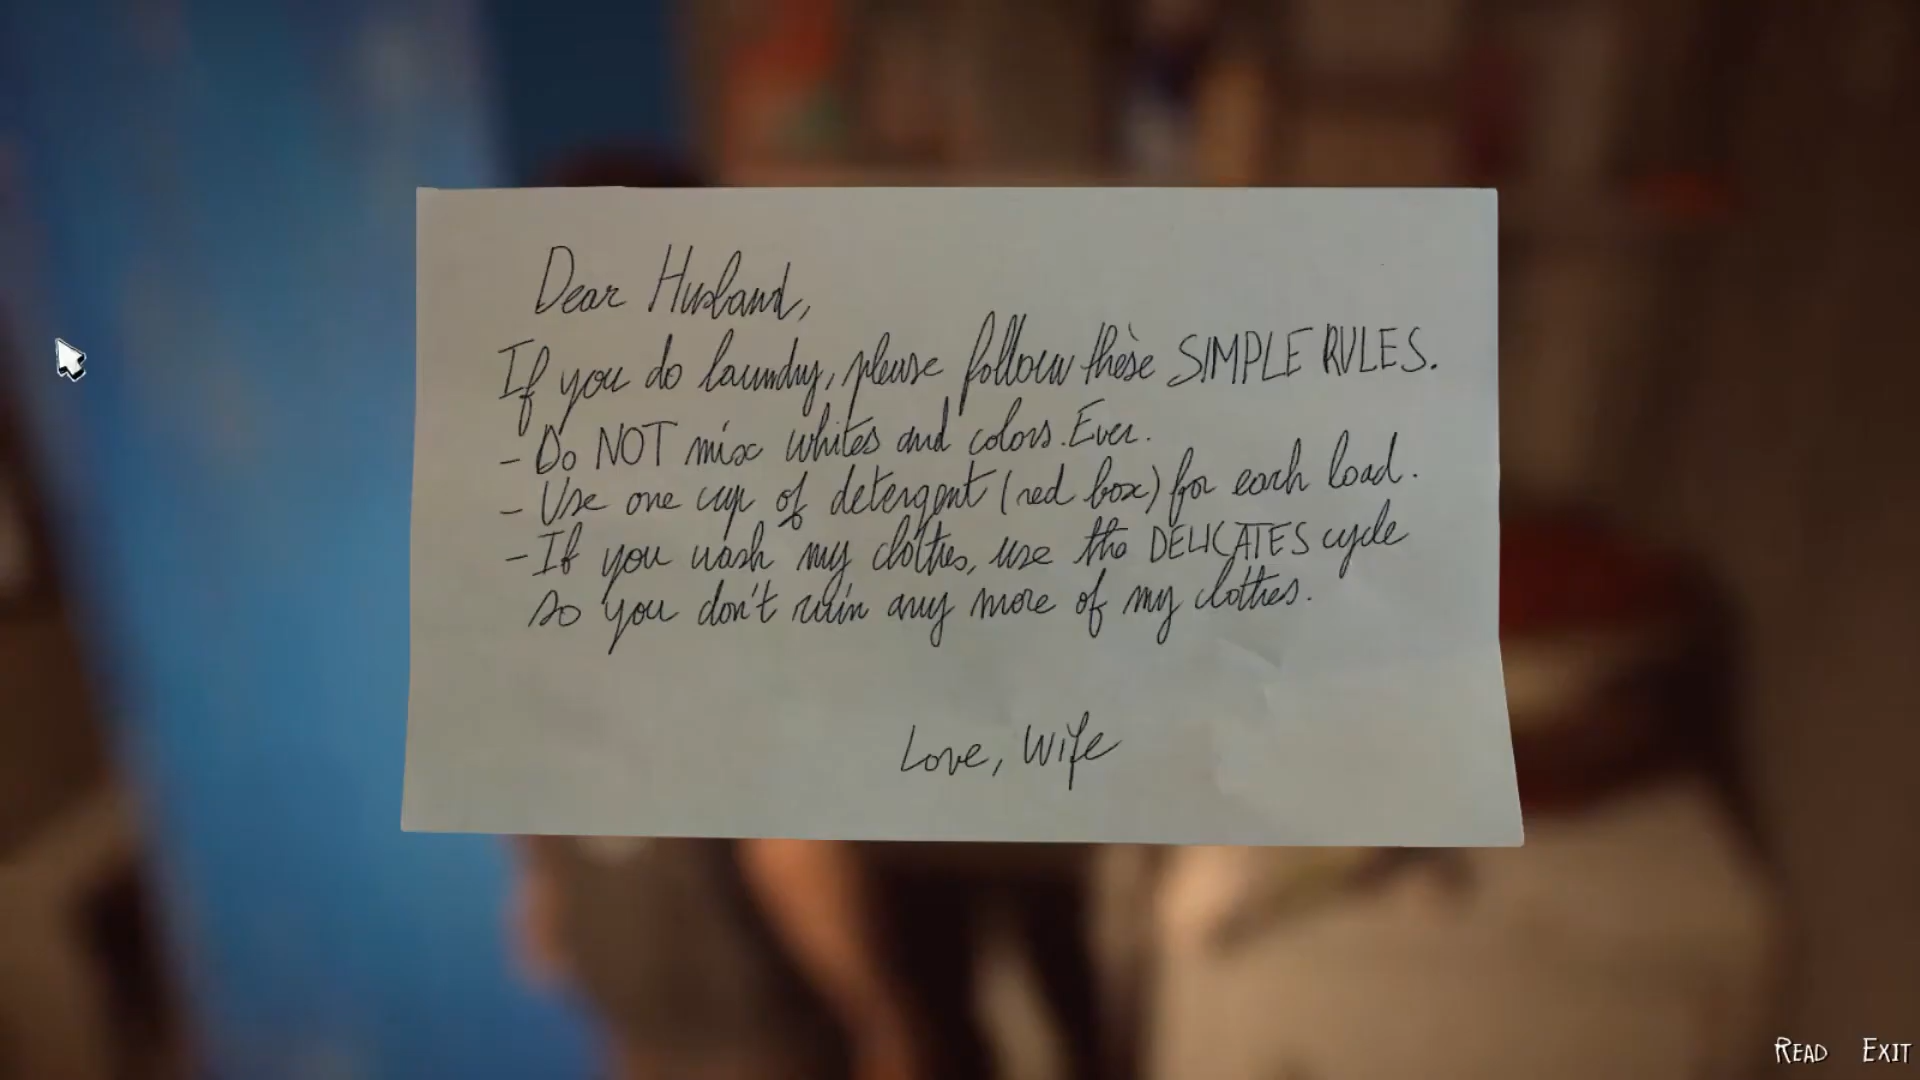 Dear Husband,
If you do laundry, please follow these SIMPLE RULES.
- Do NOT mix whites and colors. Ever.
- Use one cup of detergent (red box) for each load.
- If you wash my clothes, use the DELICATES cycle
so you don't ruin any more of my clothes.
Love, Wife
READ EXIT